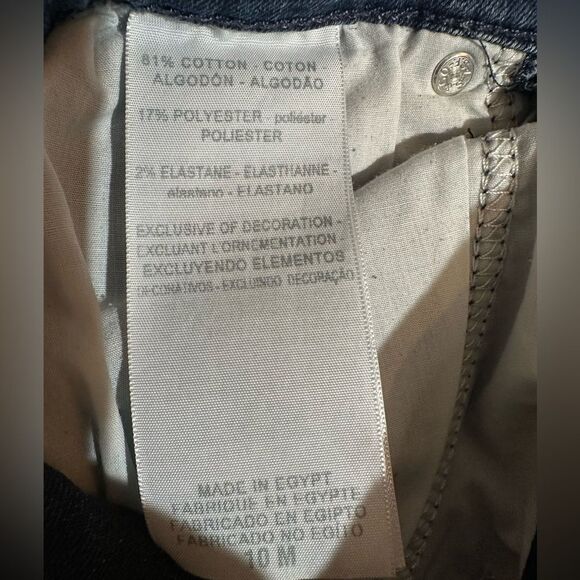 81% COTTON - COTON
ALGODÓN - ALGODÃO
17% POLYESTER - poliéster
POLIESTER
2% ELASTANE - ELASTHANNE -
elastano - ELASTANO
EXCLUSIVE OF DECORATION -
EXCLUANT L'ORNEMENTATION -
EXCLUYENDO ELEMENTOS
DECORATIVOS - EXCLUINDO DECORAÇÃO
MADE IN EGYPT
FABRIQUE EN EGYPTE
FABRICADO EN EGIPTO
FABRICADO NO EGITO
10 M